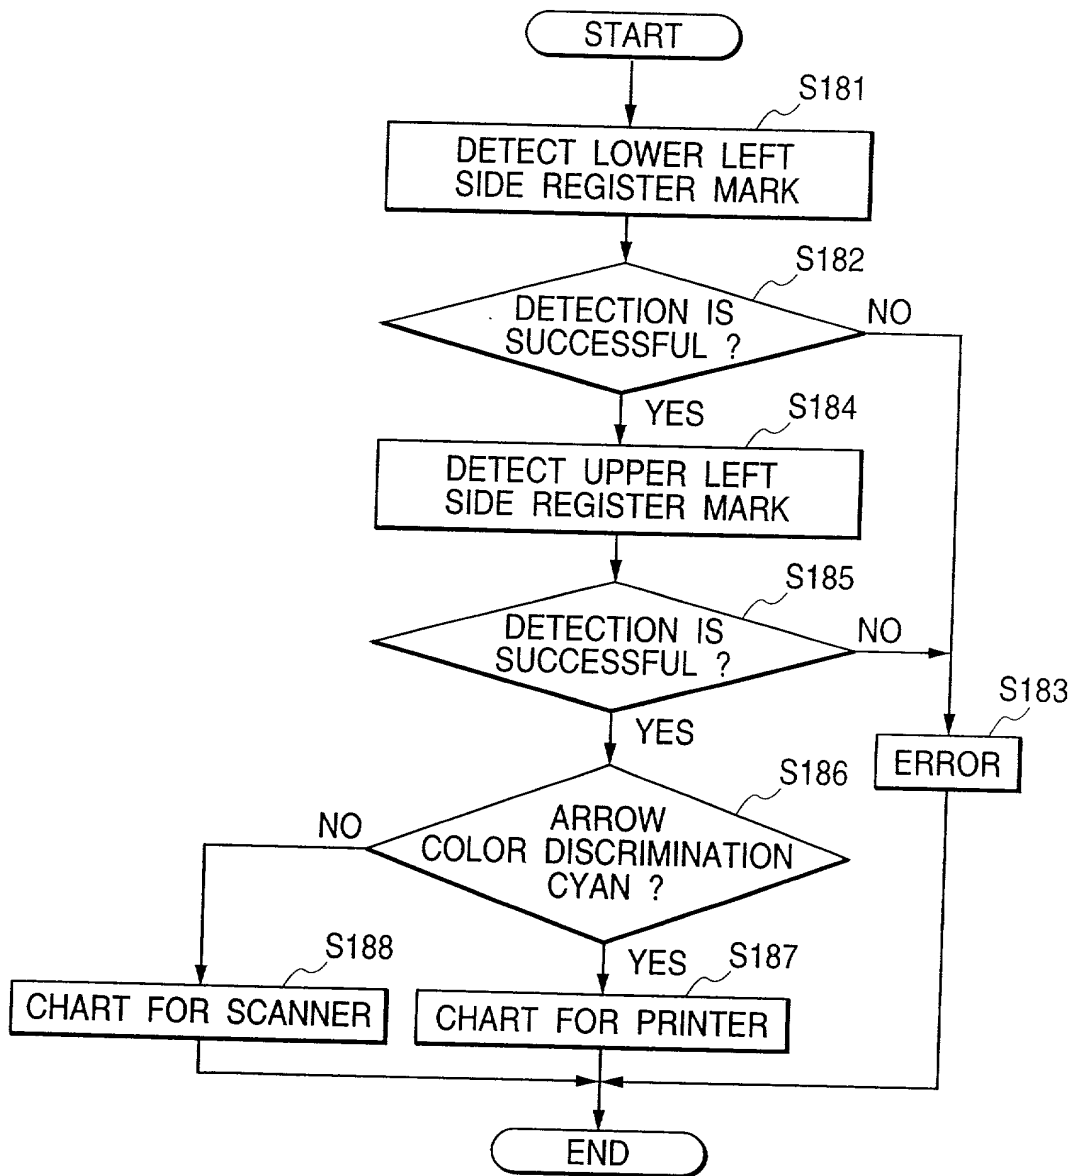 START
S181
DETECT LOWER LEFT
SIDE REGISTER MARK
S182
DETECTION IS
SUCCESSFUL ?
NO
YES
S184
DETECT UPPER LEFT
SIDE REGISTER MARK
S185
DETECTION IS
SUCCESSFUL ?
NO
YES
S183
ERROR
S186
ARROW
COLOR DISCRIMINATION
CYAN ?
NO
YES
S188
CHART FOR SCANNER
S187
CHART FOR PRINTER
END